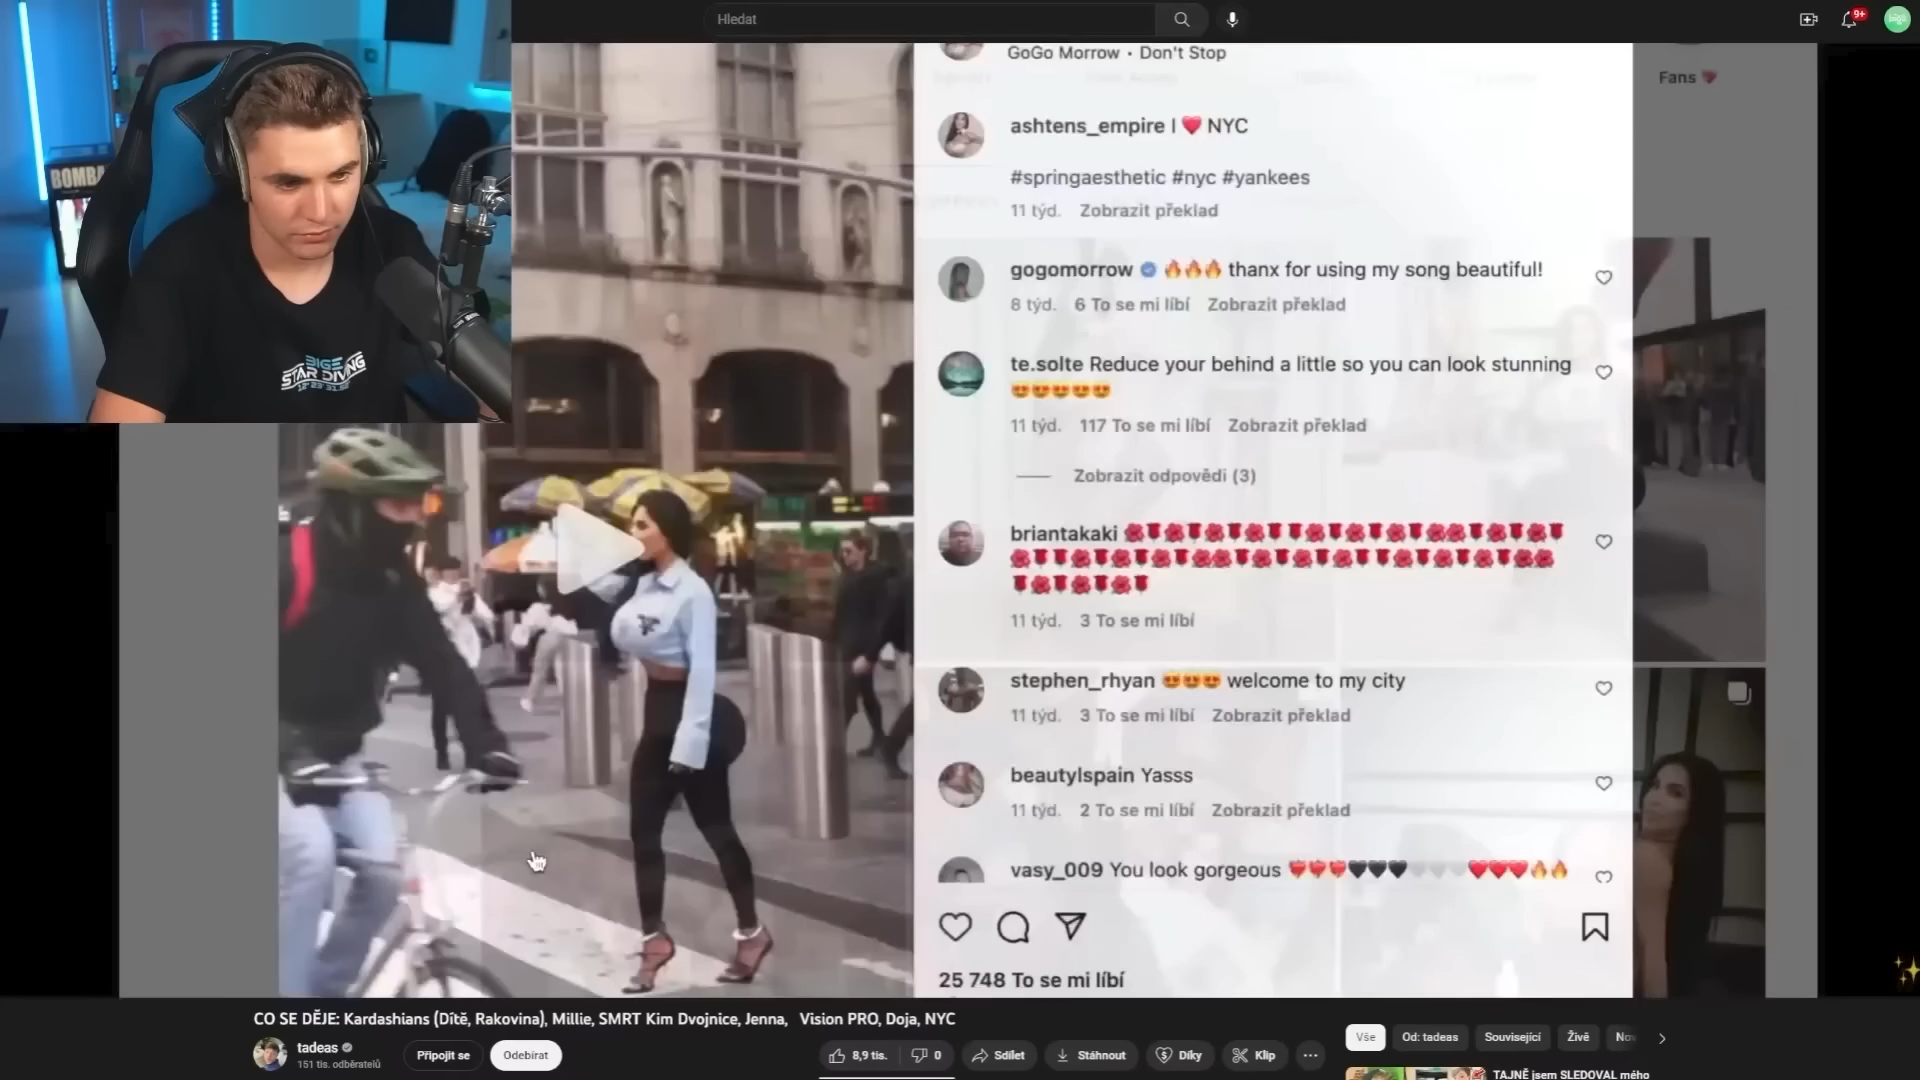 Hledat
9+
BOMBA
BIGE
STAR DIVING
GoGo Morrow • Don't Stop
Fans
ashtens_empire I ❤️ NYC
#springaesthetic #nyc #yankees
11 týd. Zobrazit překlad
gogomorrow 🔥🔥🔥 thanx for using my song beautiful!
8 týd. 6 To se mi líbí Zobrazit překlad
te.solte Reduce your behind a little so you can look stunning
😍😍😍😍😍
11 týd. 117 To se mi líbí Zobrazit překlad
Zobrazit odpovědi (3)
briantakaki
11 týd. 3 To se mi líbí
stephen_rhyan 😍😍😍 welcome to my city
11 týd. 3 To se mi líbí Zobrazit překlad
beautylspain Yasss
11 týd. 2 To se mi líbí Zobrazit překlad
vasy_009 You look gorgeous
25 748 To se mi líbí
CO SE DĚJE: Kardashians (Dítě, Rakovina), Millie, SMRT Kim Dvojnice, Jenna, Vision PRO, Doja, NYC
tadeas
151 tis. odběratelů
Připojit se
Odebírat
8,9 tis.
0
Sdílet
Stáhnout
Díky
Klip
Vše
Od: tadeas
Související
Živě
TAJNĚ jsem SLEDOVAL mého